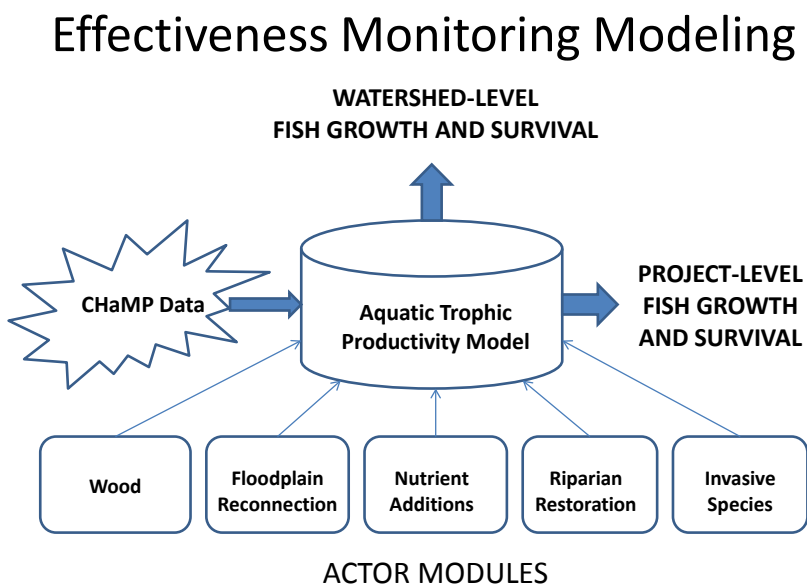 Effectiveness Monitoring Modeling
WATERSHED-LEVEL
FISH GROWTH AND SURVIVAL
CHaMP Data
Aquatic Trophic
Productivity Model
PROJECT-LEVEL
FISH GROWTH
AND SURVIVAL
Wood
Floodplain
Reconnection
Nutrient
Additions
Riparian
Restoration
Invasive
Species
ACTOR MODULES